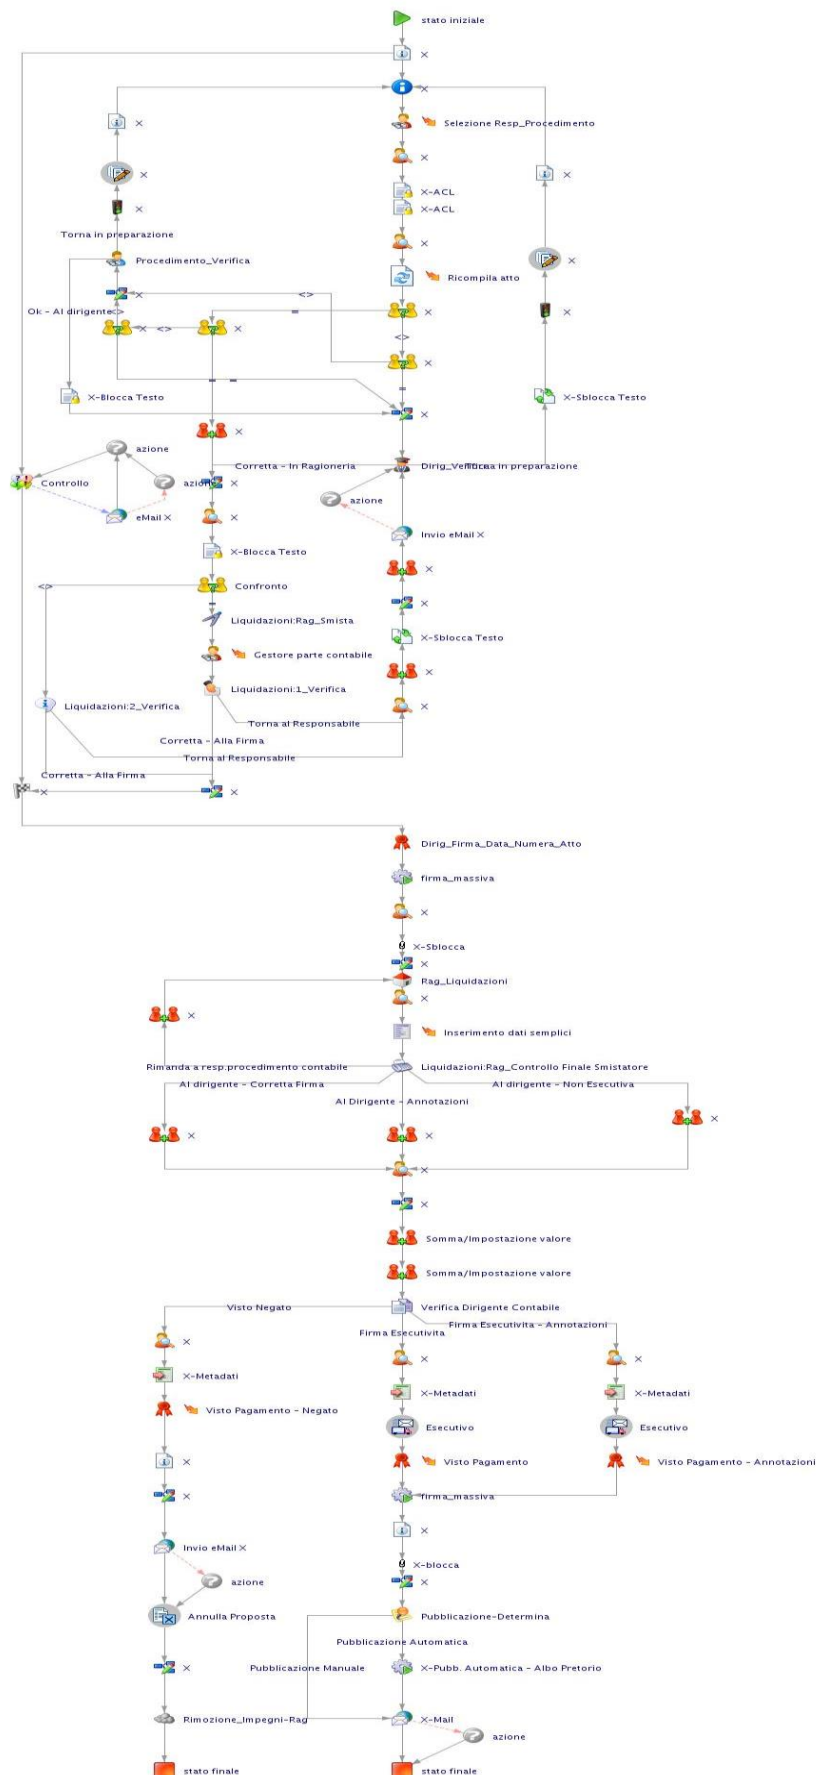 stato iniziale
X
X
X
Selezione Resp_Procedimento
X
X
X
X-ACL
X
X-ACL
X
Torna in preparazione
X
Procedimento_Verifica
X
Ricompila atto
X
<>
Ok - Al dirigente
<>
X
<>
X
=
X
X
<>
X
=
= =
X-Blocca Testo
X-Sblocca Testo
X
X
azione
Corretta - In Ragioneria
Dirig_Verifica
Torna in preparazione
Controllo
azione
X
azione
eMail X
X
Invio eMail X
X-Blocca Testo
X
<>
Confronto
X
=
Liquidazioni:Rag_Smista
X-Sblocca Testo
Gestore parte contabile
X
Liquidazioni:1_Verifica
Liquidazioni:2_Verifica
X
Torna al Responsabile
Corretta - Alla Firma
Torna al Responsabile
Corretta - Alla Firma
X
X
Dirig_Firma_Data_Numera_Atto
firma_massiva
X
X-Sblocca
X
Rag_Liquidazioni
X
X
Inserimento dati semplici
Rimanda a resp.procedimento contabile
Liquidazioni:Rag_Controllo Finale Smistatore
Al dirigente - Corretta Firma
Al dirigente - Non Esecutiva
Al Dirigente - Annotazioni
X
X
X
X
X
Somma/Impostazione valore
Somma/Impostazione valore
Visto Negato
Verifica Dirigente Contabile
Firma Esecutivita
Firma Esecutivita - Annotazioni
X
X
X
X-Metadati
X-Metadati
X-Metadati
Visto Pagamento - Negato
Esecutivo
Esecutivo
X
Visto Pagamento
Visto Pagamento - Annotazioni
X
firma_massiva
X
Invio eMail X
X-blocca
azione
X
Annulla Proposta
Pubblicazione-Determina
Pubblicazione Automatica
X
Pubblicazione Manuale
X-Pubb. Automatica - Albo Pretorio
Rimozione_Impegni-Rag
X-Mail
azione
stato finale
stato finale